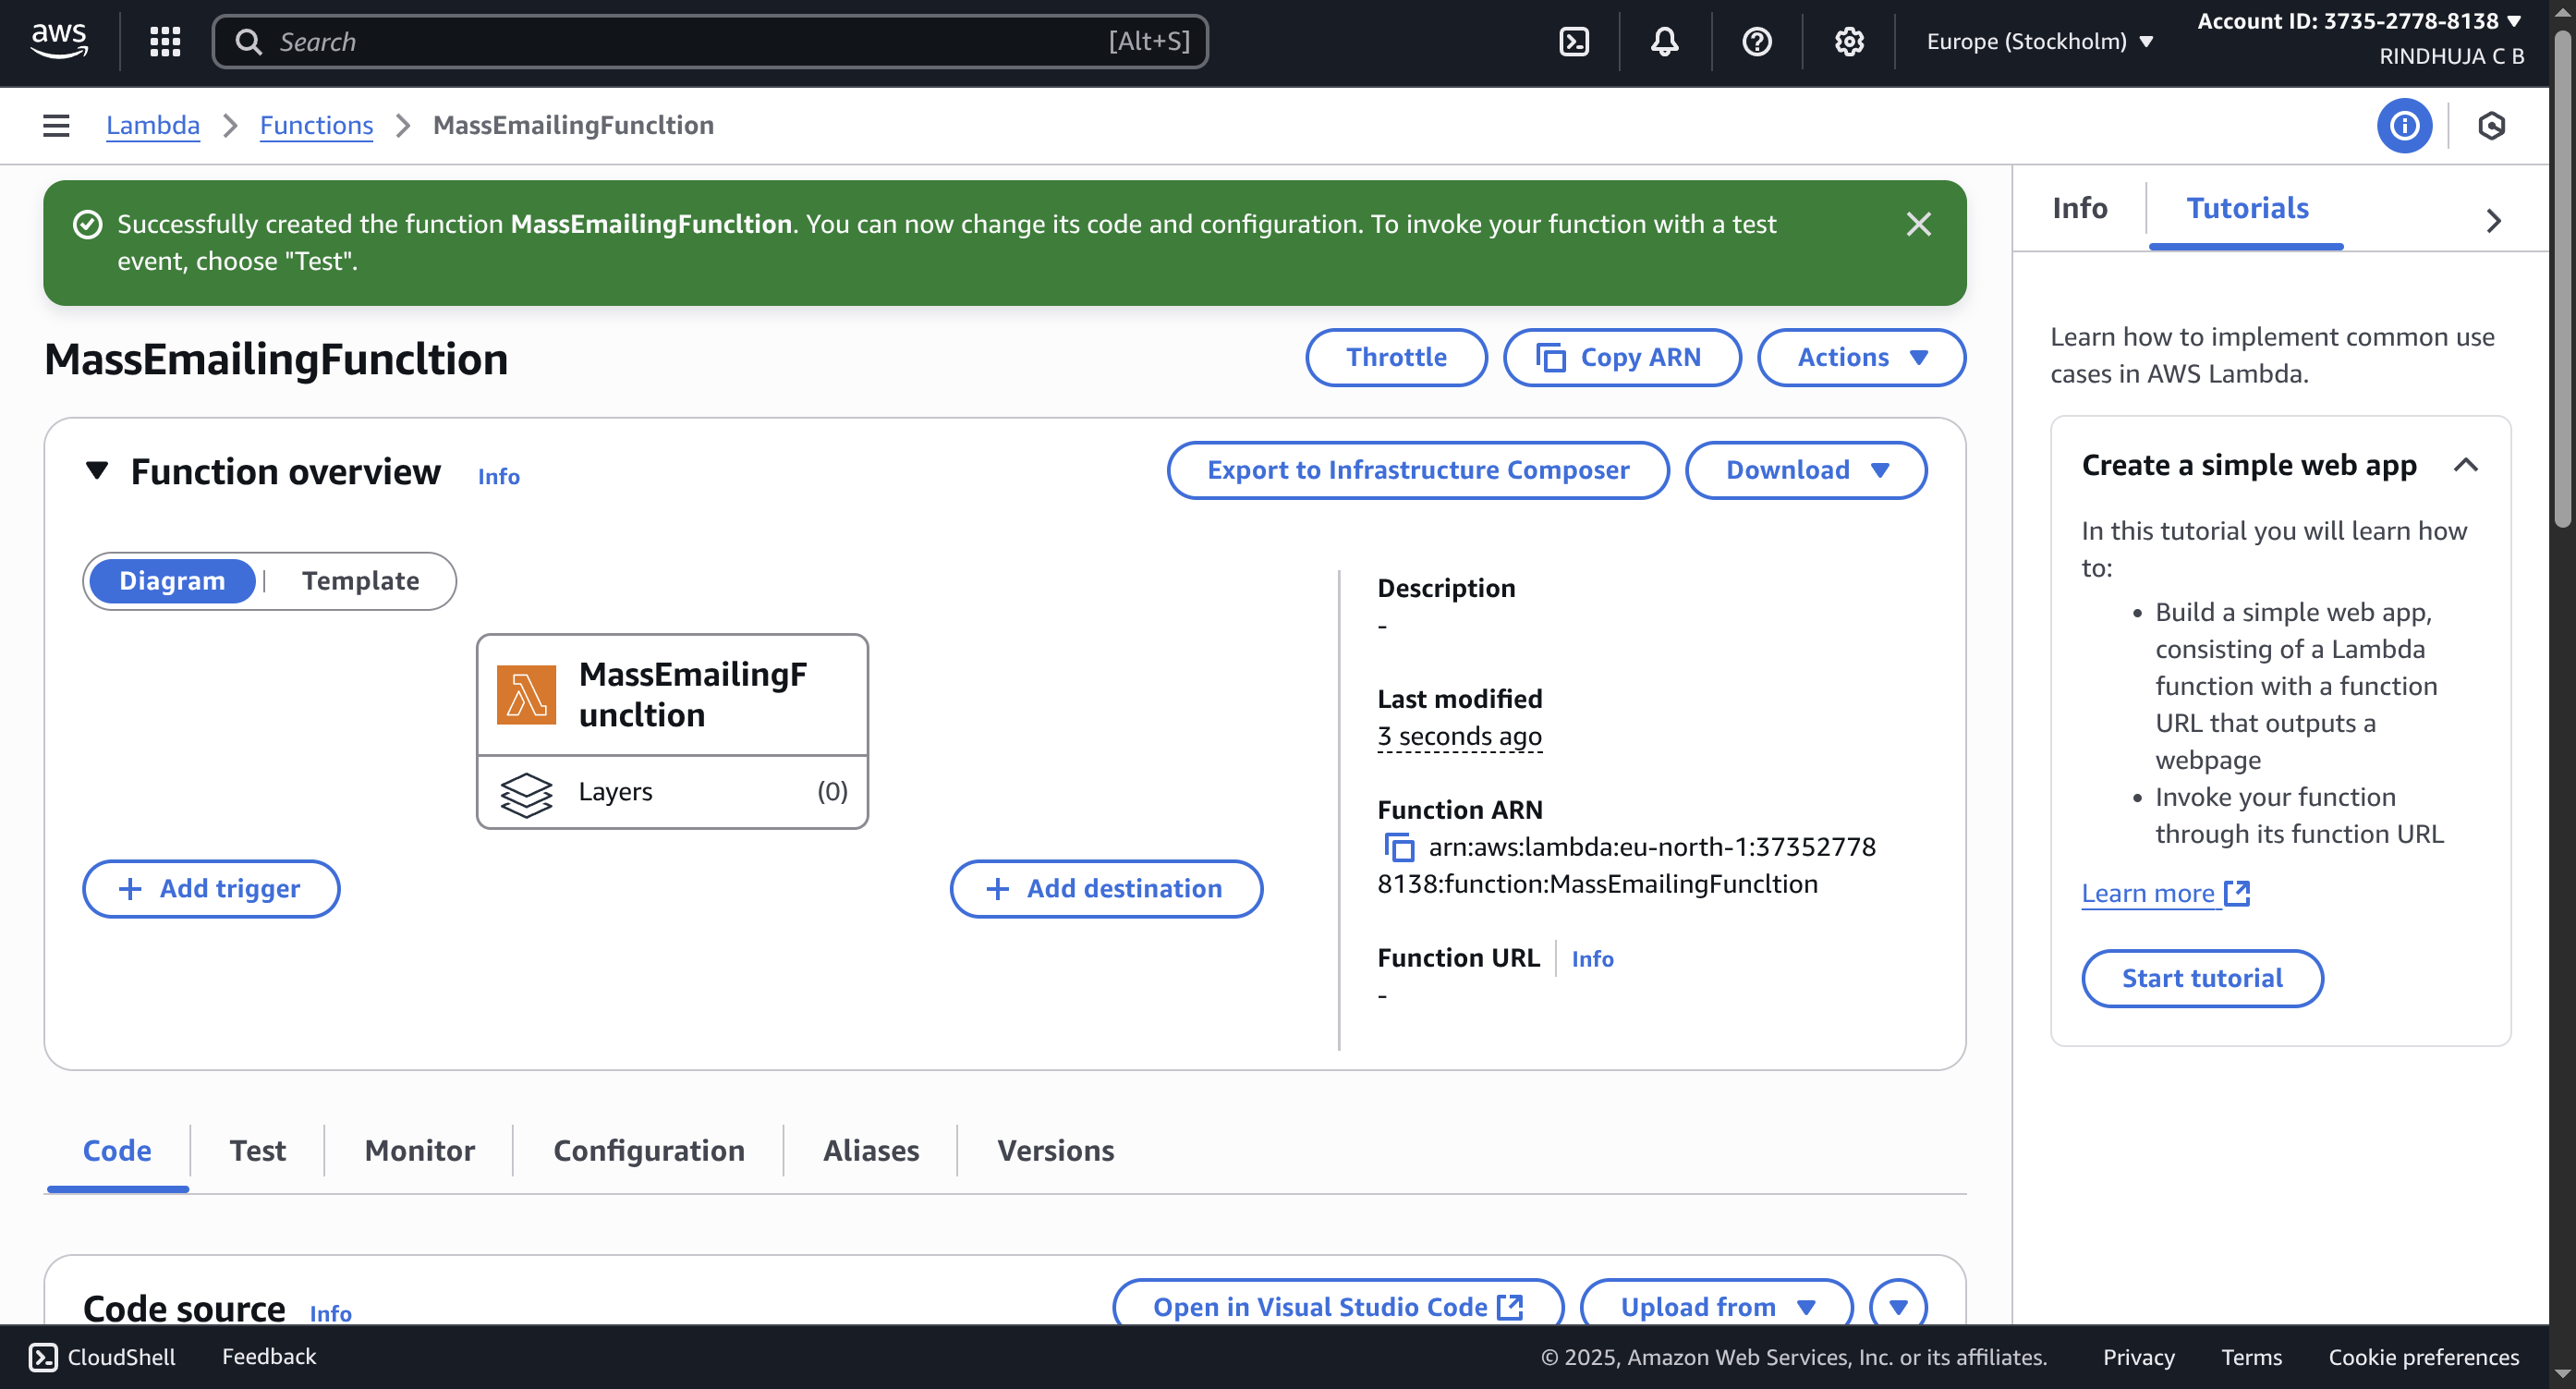 aws
Search [Alt+S]
Europe (Stockholm)
Account ID: 3735-2778-8138
RINDHUJA C B
Lambda > Functions > MassEmailingFuncltion
Successfully created the function MassEmailingFuncltion. You can now change its code and configuration. To invoke your function with a test
event, choose "Test".
MassEmailingFuncltion
Throttle
Copy ARN
Actions
Function overview Info
Export to Infrastructure Composer
Download
Diagram
Template
MassEmailingF
uncltion
Layers (0)
Add trigger
Add destination
Description
-
Last modified
3 seconds ago
Function ARN
arn:aws:lambda:eu-north-1:37352778
8138:function:MassEmailingFuncltion
Function URL Info
-
Code
Test
Monitor
Configuration
Aliases
Versions
Code source Info
Open in Visual Studio Code
Upload from
Info
Tutorials
Learn how to implement common use
cases in AWS Lambda.
Create a simple web app
In this tutorial you will learn how
to:
• Build a simple web app,
consisting of a Lambda
function with a function
URL that outputs a
webpage
• Invoke your function
through its function URL
Learn more
Start tutorial
CloudShell
Feedback
© 2025, Amazon Web Services, Inc. or its affiliates.
Privacy
Terms
Cookie preferences